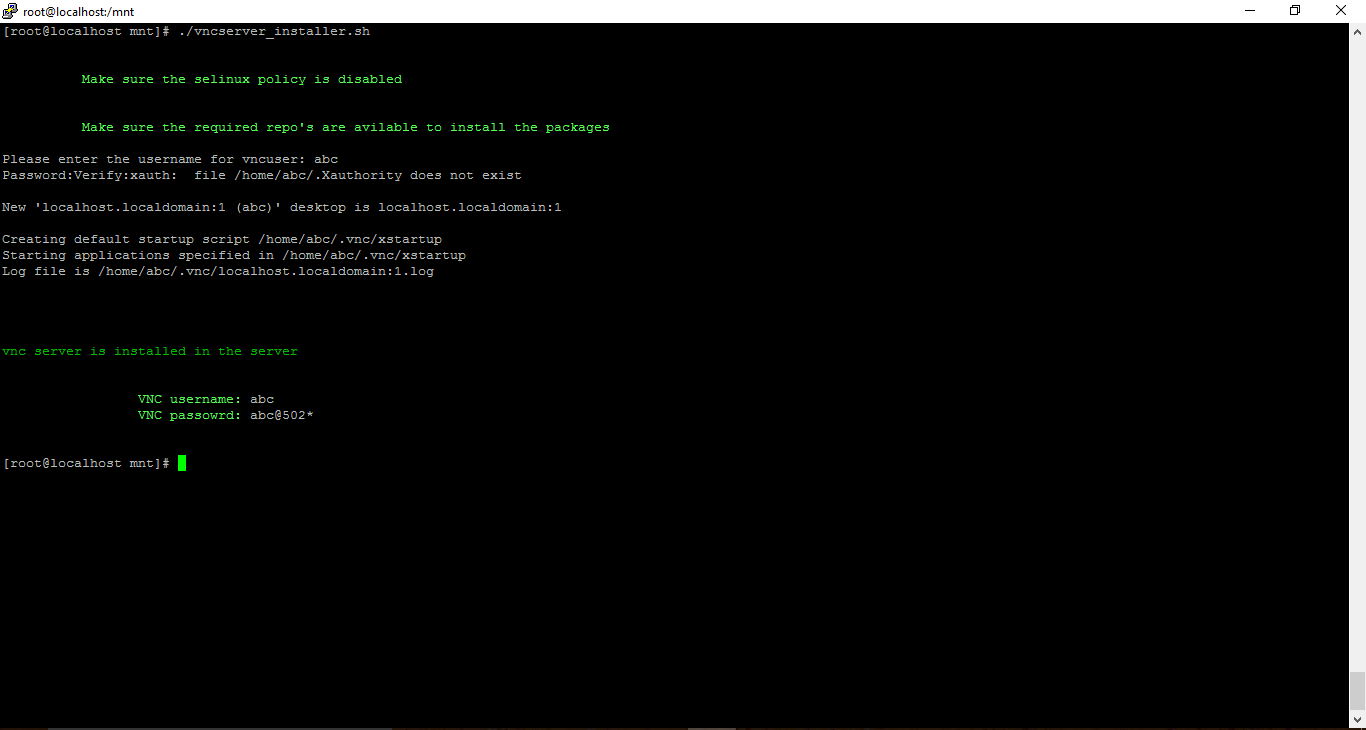 root@localhost:/mnt
[root@localhost mnt]# ./vncserver_installer.sh
Make sure the selinux policy is disabled
Make sure the required repo's are avilable to install the packages
Please enter the username for vncuser: abc
Password:Verify:xauth:  file /home/abc/.Xauthority does not exist
New 'localhost.localdomain:1 (abc)' desktop is localhost.localdomain:1
Creating default startup script /home/abc/.vnc/xstartup
Starting applications specified in /home/abc/.vnc/xstartup
Log file is /home/abc/.vnc/localhost.localdomain:1.log
vnc server is installed in the server
VNC username: abc
VNC passowrd: abc@502*
[root@localhost mnt]#